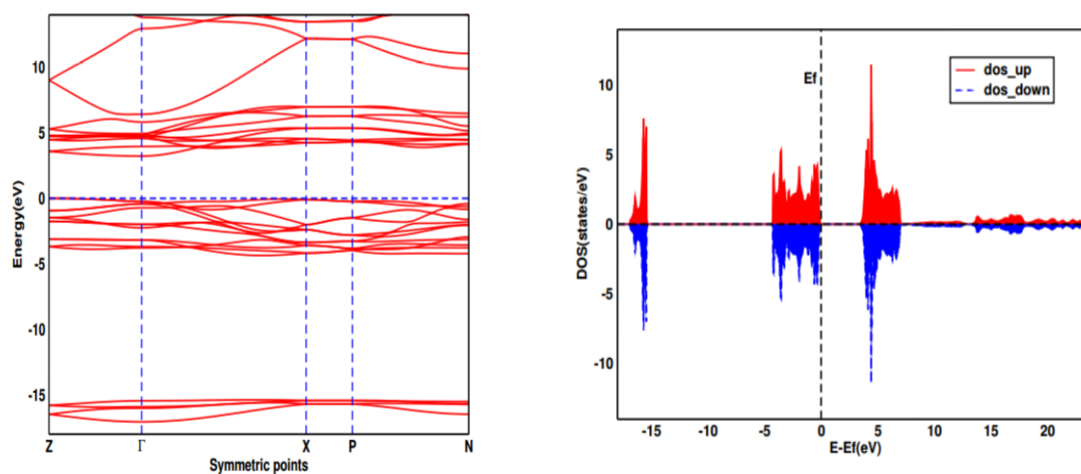 Energy(eV)
10
5
0
-5
-10
-15
Z Γ X P N
Symmetric points
DOS(states/eV)
10
5
0
-5
-10
Ef
dos_up
dos_down
-15 -10 -5 0 5 10 15 20
E-Ef(eV)